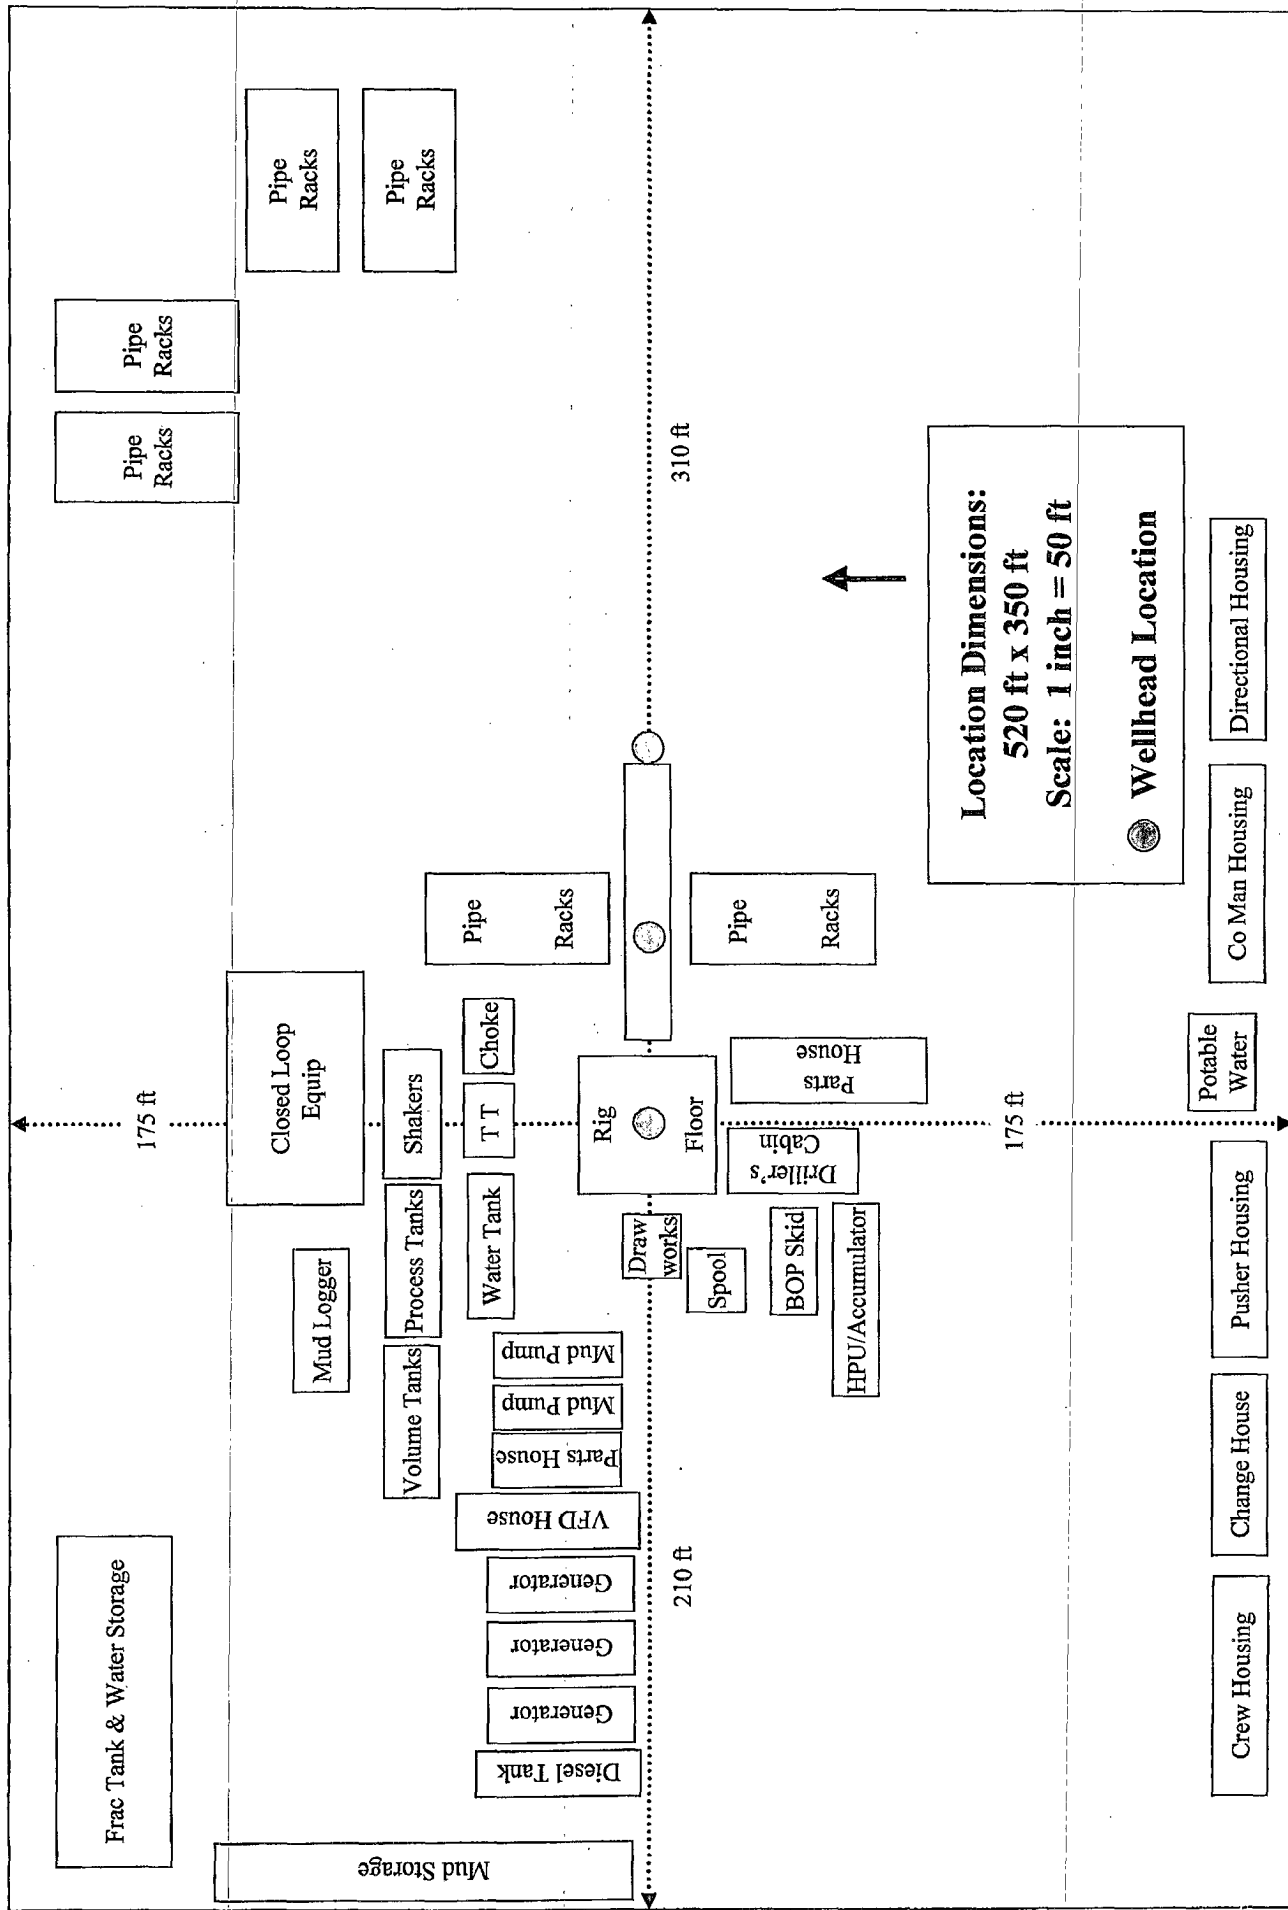 Frac Tank & Water Storage
Pipe
Racks
Pipe
Racks
175 ft
Pipe
Racks
Pipe
Racks
Closed Loop
Equip
Mud Logger
Mud Storage
Volume Tanks
Process Tanks
Shakers
Water Tank
T T
Choke
Pipe
Racks
Diesel Tank
Generator
Generator
Generator
VFD House
Parts House
Mud Pump
Mud Pump
Rig
Floor
Draw
works
210 ft
310 ft
Spool
BOP Skid
HPU/Accumulator
Driller's
Cabin
Parts
House
Pipe
Racks
175 ft
Location Dimensions:
520 ft x 350 ft
Scale: 1 inch = 50 ft
Wellhead Location
Crew Housing
Change House
Pusher Housing
Potable
Water
Co Man Housing
Directional Housing